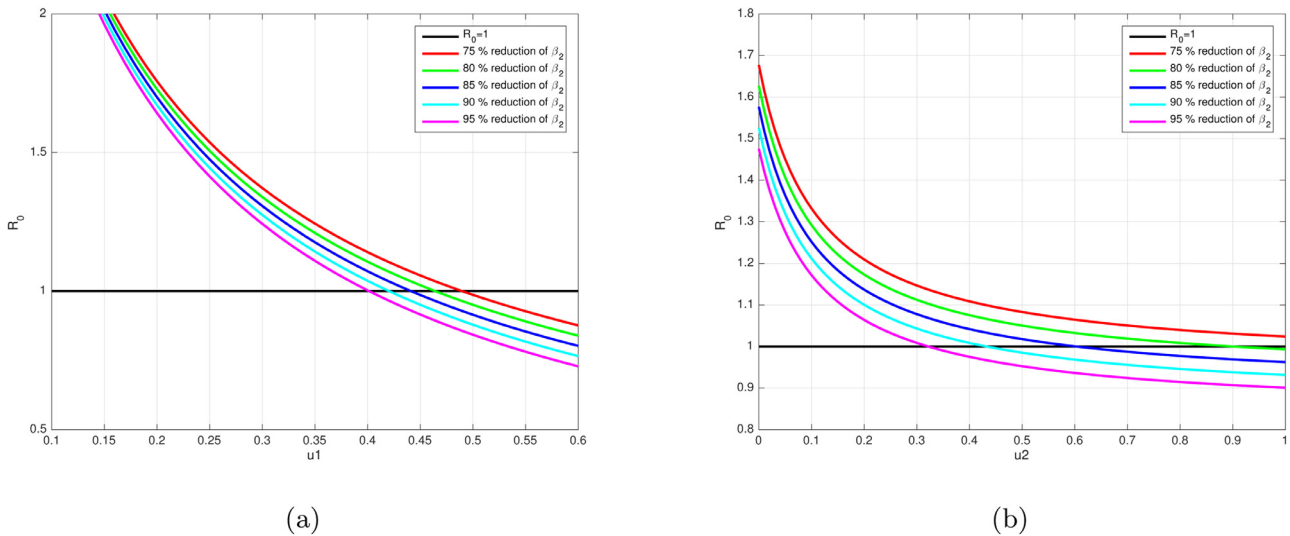 2
1.5
1
0.5
R₀
0.1 0.15 0.2 0.25 0.3 0.35 0.4 0.45 0.5 0.55 0.6
u1
R₀=1
75 % reduction of β₂
80 % reduction of β₂
85 % reduction of β₂
90 % reduction of β₂
95 % reduction of β₂
(a)
1.8
1.7
1.6
1.5
1.4
1.3
1.2
1.1
1
0.9
0.8
R₀
0 0.1 0.2 0.3 0.4 0.5 0.6 0.7 0.8 0.9 1
u2
R₀=1
75 % reduction of β₂
80 % reduction of β₂
85 % reduction of β₂
90 % reduction of β₂
95 % reduction of β₂
(b)